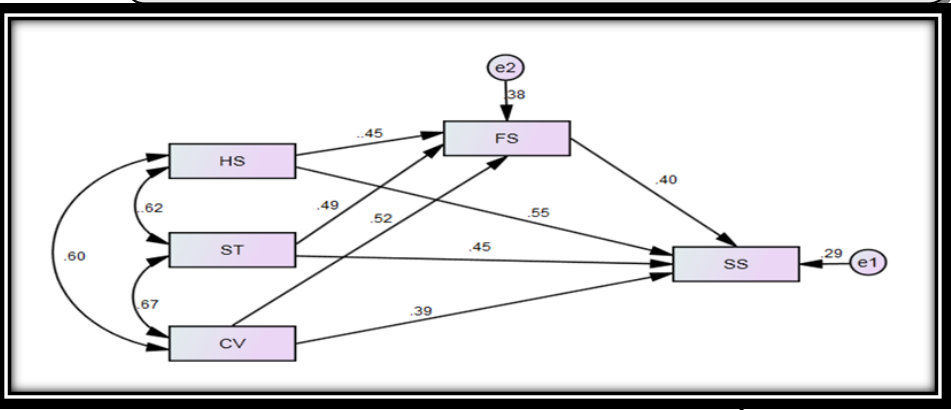 e2
.38
..45
FS
HS
.40
..62
.49
.52
.55
.60
ST
.45
SS
.29
e1
.67
.39
CV